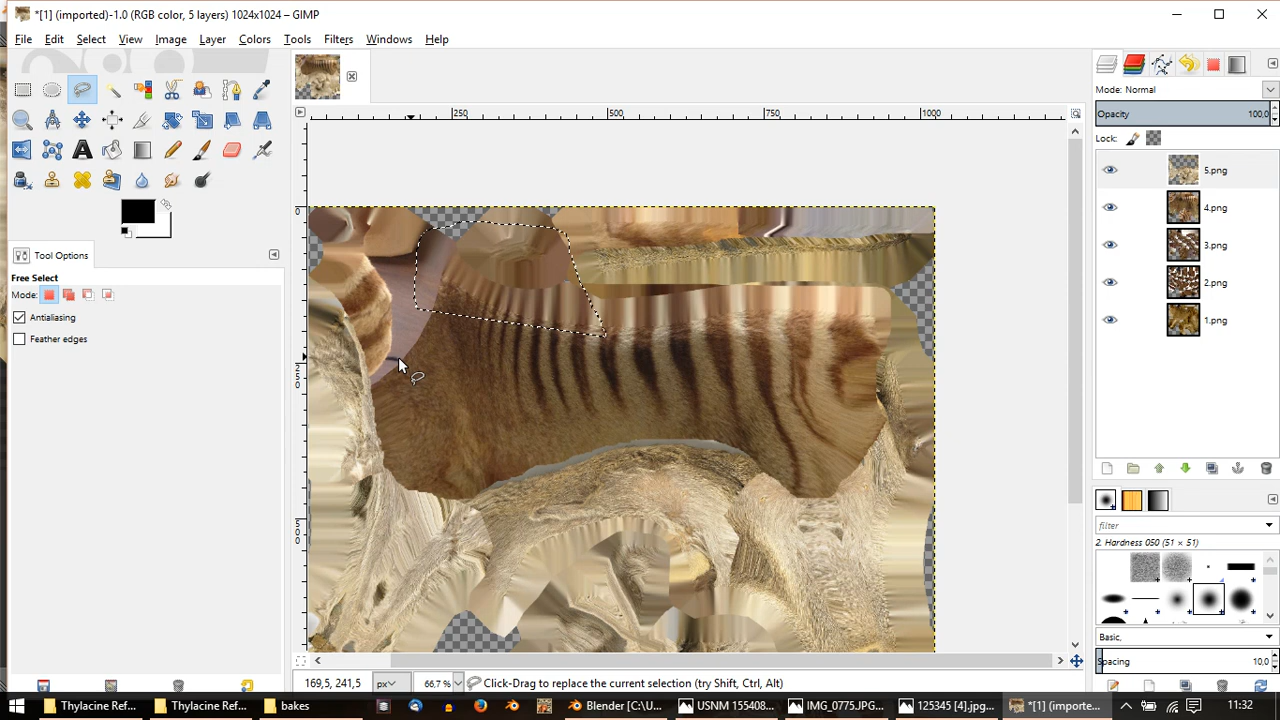 *[1] (imported)-1.0 (RGB color, 5 layers) 1024x1024 – GIMP
File Edit Select View Image Layer Colors Tools Filters Windows Help
Mode: Normal
250 500 750 1000
Opacity 100,0
Lock:
5.png
0
4.png
Tool Options
3.png
Free Select
Mode:
2.png
Antialiasing
1.png
Feather edges
250
filter
500
2. Hardness 050 (51 × 51)
Basic,
Spacing 10,0
169,5, 241,5 px 66,7 % Click-Drag to replace the current selection (try Shift, Ctrl, Alt)
Thylacine Ref... Thylacine Ref... bakes Blender [C:\U... USNM 155408... IMG_0775.JPG... 125345 [4].jpg... *[1] (importe... 11:32